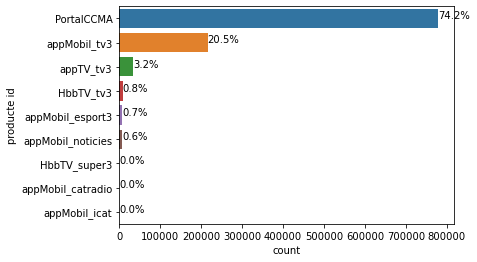 PortalCCMA 74.2%
appMobil_tv3 20.5%
appTV_tv3 3.2%
HbbTV_tv3 0.8%
appMobil_esport3 0.7%
appMobil_noticies 0.6%
HbbTV_super3 0.0%
appMobil_catradio 0.0%
appMobil_icat 0.0%
producte id
0 100000 200000 300000 400000 500000 600000 700000 800000
count